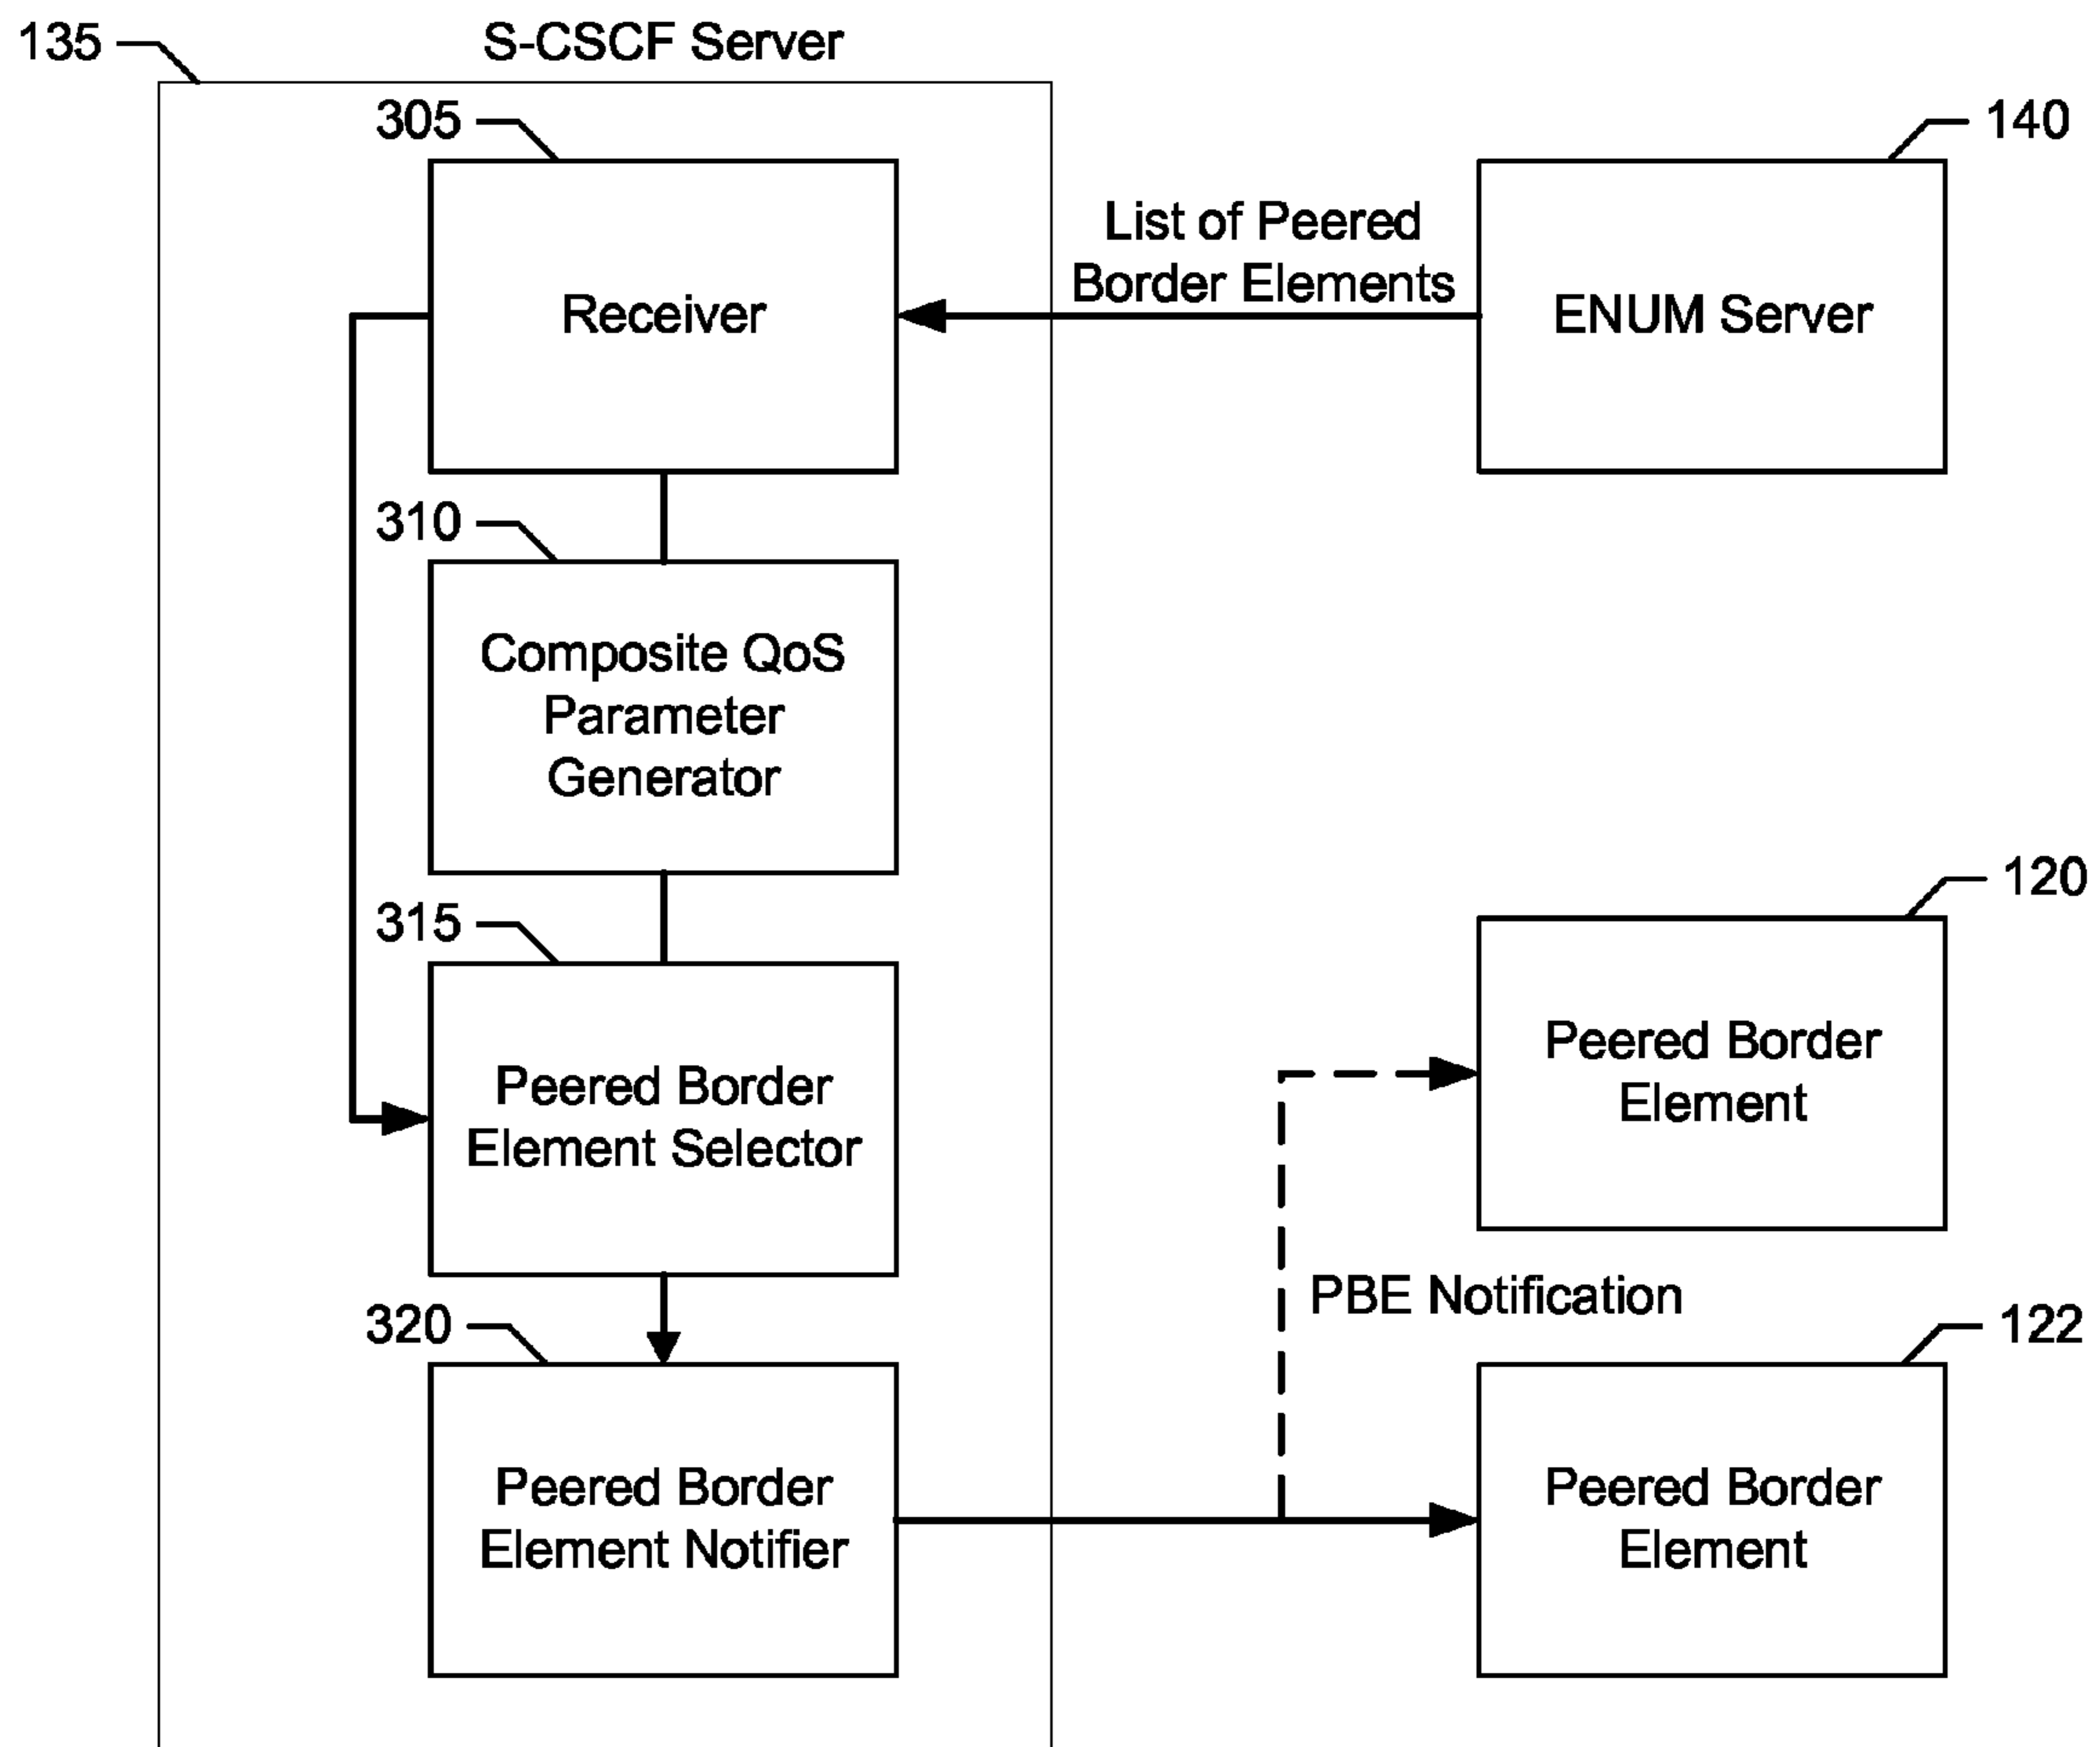 135
S-CSCF Server
305
140
Receiver
List of Peered
Border Elements
ENUM Server
310
Composite QoS
Parameter
Generator
315
120
Peered Border
Element Selector
Peered Border
Element
PBE Notification
320
122
Peered Border
Element Notifier
Peered Border
Element